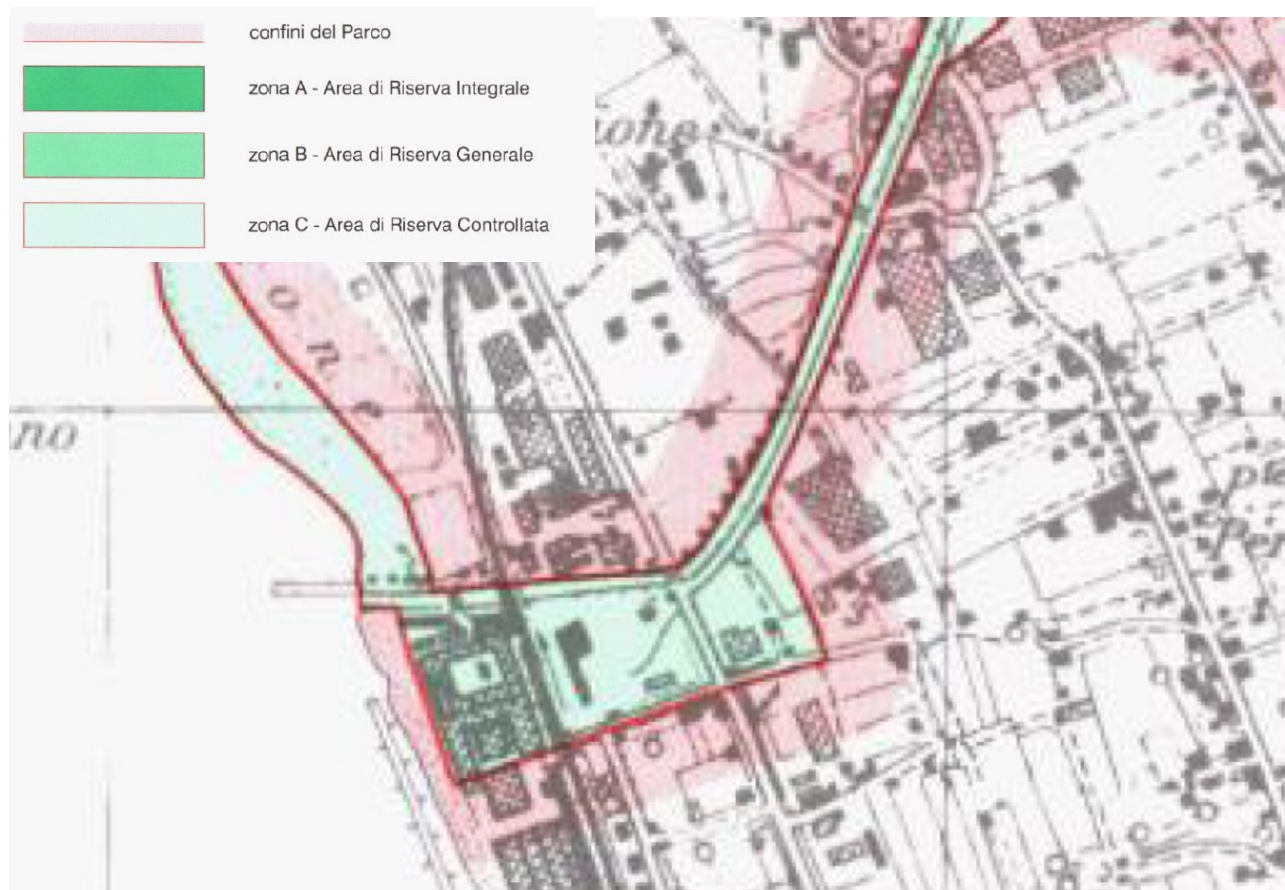 confini del Parco
zona A - Area di Riserva Integrale
zona B - Area di Riserva Generale
zona C - Area di Riserva Controllata